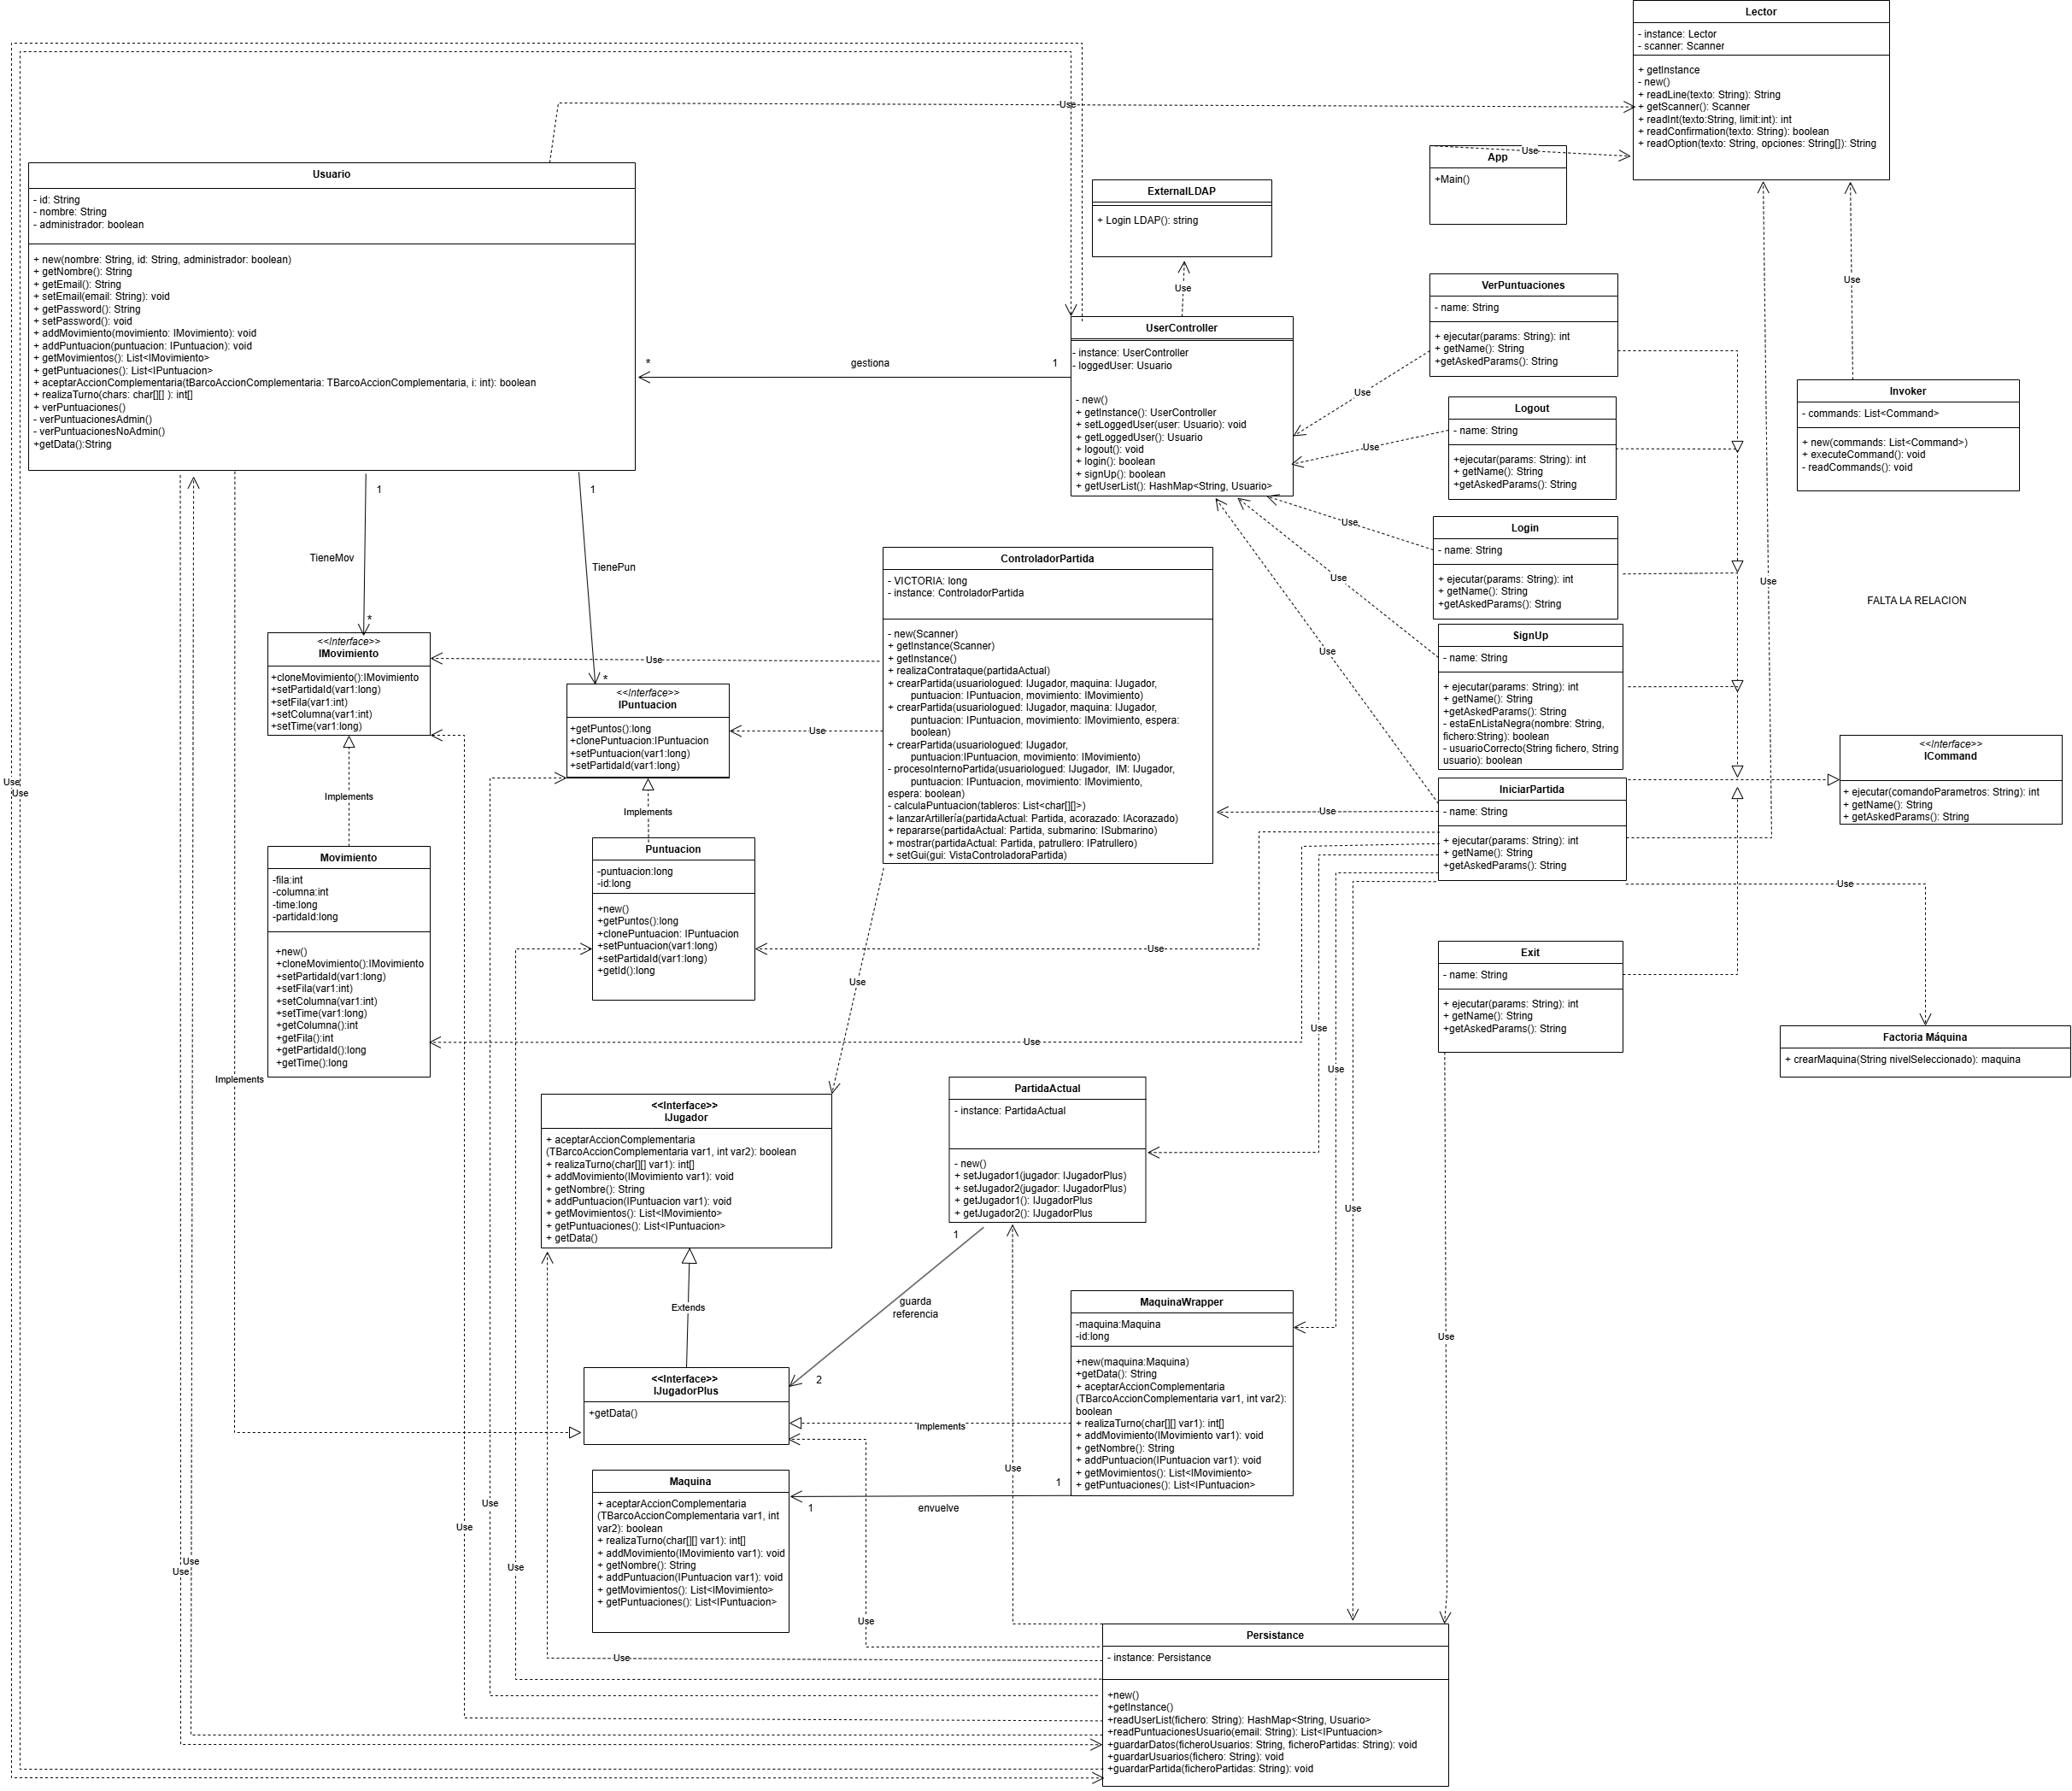 Lector
- instance: Lector
- scanner: Scanner
+ getInstance
- new()
+ readLine(texto: String): String
+ getScanner(): Scanner
+ readInt(texto:String, limit:int): int
+ readConfirmation(texto: String): boolean
+ readOption(texto: String, opciones: String[]): String
Use
App
+Main()
Use
Usuario
- id: String
- nombre: String
- administrador: boolean
+ new(nombre: String, id: String, administrador: boolean)
+ getNombre(): String
+ getEmail(): String
+ setEmail(email: String): void
+ getPassword(): String
+ setPassword(): void
+ addMovimiento(movimiento: IMovimiento): void
+ addPuntuacion(puntuacion: IPuntuacion): void
+ getMovimientos(): List<IMovimiento>
+ getPuntuaciones(): List<IPuntuacion>
+ aceptarAccionComplementaria(tBarcoAccionComplementaria: TBarcoAccionComplementaria, i: int): boolean
+ realizaTurno(chars: char[][] ): int[]
+ verPuntuaciones()
- verPuntuacionesAdmin()
- verPuntuacionesNoAdmin()
+getData():String
ExternalLDAP
+ Login LDAP(): string
Use
UserController
- instance: UserController
- loggedUser: Usuario
- new()
+ getInstance(): UserController
+ setLoggedUser(user: Usuario): void
+ getLoggedUser(): Usuario
+ logout(): void
+ login(): boolean
+ signUp(): boolean
+ getUserList(): HashMap<String, Usuario>
*
gestiona
1
VerPuntuaciones
- name: String
+ ejecutar(params: String): int
+ getName(): String
+getAskedParams(): String
Use
Logout
- name: String
+ejecutar(params: String): int
+ getName(): String
+getAskedParams(): String
Use
Invoker
- commands: List<Command>
+ new(commands: List<Command>)
+ executeCommand(): void
- readCommands(): void
Use
Login
- name: String
+ ejecutar(params: String): int
+ getName(): String
+getAskedParams(): String
Use
Use
FALTA LA RELACION
SignUp
- name: String
+ ejecutar(params: String): int
+ getName(): String
+getAskedParams(): String
- estaEnListaNegra(nombre: String,
fichero:String): boolean
- usuarioCorrecto(String fichero, String
usuario): boolean
Use
Use
1
TieneMov
*
1
TienePun
*
<<Interface>>
IMovimiento
+cloneMovimiento():IMovimiento
+setPartidaId(var1:long)
+setFila(var1:int)
+setColumna(var1:int)
+setTime(var1:long)
Use
<<Interface>>
IPuntuacion
+getPuntos():long
+clonePuntuacion:IPuntuacion
+setPuntuacion(var1:long)
+setPartidaId(var1:long)
Use
ControladorPartida
- VICTORIA: long
- instance: ControladorPartida
- new(Scanner)
+ getInstance(Scanner)
+ getInstance()
+ realizaContrataque(partidaActual)
+ crearPartida(usuariologued: IJugador, maquina: IJugador,
puntuacion: IPuntuacion, movimiento: IMovimiento)
+ crearPartida(usuariologued: IJugador, maquina: IJugador,
puntuacion: IPuntuacion, movimiento: IMovimiento, espera:
boolean)
+ crearPartida(usuariologued: IJugador,
puntuacion:IPuntuacion, movimiento: IMovimiento)
- procesoInternoPartida(usuariologued: IJugador, IM: IJugador,
puntuacion: IPuntuacion, movimiento: IMovimiento,
espera: boolean)
- calculaPuntuacion(tableros: List<char[][]>)
+ lanzarArtillería(partidaActual: Partida, acorazado: IAcorazado)
+ repararse(partidaActual: Partida, submarino: ISubmarino)
+ mostrar(partidaActual: Partida, patrullero: IPatrullero)
+ setGui(gui: VistaControladoraPartida)
<<Interface>>
ICommand
+ ejecutar(comandoParametros: String): int
+ getName(): String
+ getAskedParams(): String
IniciarPartida
- name: String
+ ejecutar(params: String): int
+ getName(): String
+getAskedParams(): String
Use
Use
Use
Use
Implements
Implements
Movimiento
-fila:int
-columna:int
-time:long
-partidaId:long
+new()
+cloneMovimiento():IMovimiento
+setPartidaId(var1:long)
+setFila(var1:int)
+setColumna(var1:int)
+setTime(var1:long)
+getColumna():int
+getFila():int
+getPartidaId():long
+getTime():long
Puntuacion
-puntuacion:long
-id:long
+new()
+getPuntos():long
+clonePuntuacion: IPuntuacion
+setPuntuacion(var1:long)
+setPartidaId(var1:long)
+getId():long
Use
Use
Use
Use
Exit
- name: String
+ ejecutar(params: String): int
+ getName(): String
+getAskedParams(): String
Factoria Máquina
+ crearMaquina(String nivelSeleccionado): maquina
Implements
<<Interface>>
IJugador
+ aceptarAccionComplementaria
(TBarcoAccionComplementaria var1, int var2): boolean
+ realizaTurno(char[][] var1): int[]
+ addMovimiento(IMovimiento var1): void
+ getNombre(): String
+ addPuntuacion(IPuntuacion var1): void
+ getMovimientos(): List<IMovimiento>
+ getPuntuaciones(): List<IPuntuacion>
+ getData()
PartidaActual
- instance: PartidaActual
- new()
+ setJugador1(jugador: IJugadorPlus)
+ setJugador2(jugador: IJugadorPlus)
+ getJugador1(): IJugadorPlus
+ getJugador2(): IJugadorPlus
Use
Use
1
guarda
referencia
2
Extends
Use
<<Interface>>
IJugadorPlus
+getData()
Implements
MaquinaWrapper
-maquina:Maquina
-id:long
+new(maquina:Maquina)
+getData(): String
+ aceptarAccionComplementaria
(TBarcoAccionComplementaria var1, int var2):
boolean
+ realizaTurno(char[][] var1): int[]
+ addMovimiento(IMovimiento var1): void
+ getNombre(): String
+ addPuntuacion(IPuntuacion var1): void
+ getMovimientos(): List<IMovimiento>
+ getPuntuaciones(): List<IPuntuacion>
Use
Maquina
+ aceptarAccionComplementaria
(TBarcoAccionComplementaria var1, int
var2): boolean
+ realizaTurno(char[][] var1): int[]
+ addMovimiento(IMovimiento var1): void
+ getNombre(): String
+ addPuntuacion(IPuntuacion var1): void
+ getMovimientos(): List<IMovimiento>
+ getPuntuaciones(): List<IPuntuacion>
1
envuelve
1
Use
Use
Use
Use
Use
Use
Use
Persistance
- instance: Persistance
+new()
+getInstance()
+readUserList(fichero: String): HashMap<String, Usuario>
+readPuntuacionesUsuario(email: String): List<IPuntuacion>
+guardarDatos(ficheroUsuarios: String, ficheroPartidas: String): void
+guardarUsuarios(fichero: String): void
+guardarPartida(ficheroPartidas: String): void